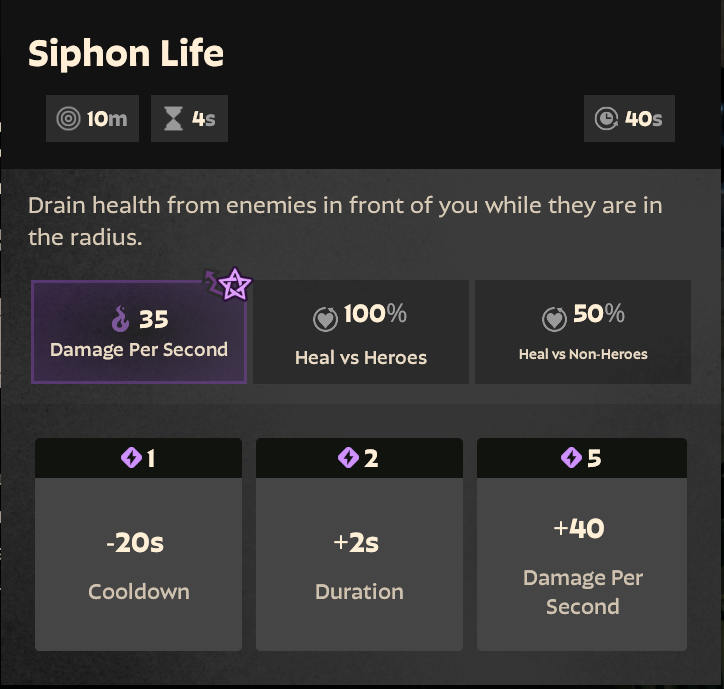 Siphon Life
10m
4s
40s
Drain health from enemies in front of you while they are in
the radius.
35
Damage Per Second
100%
Heal vs Heroes
50%
Heal vs Non-Heroes
1
-20s
Cooldown
2
+2s
Duration
5
+40
Damage Per
Second